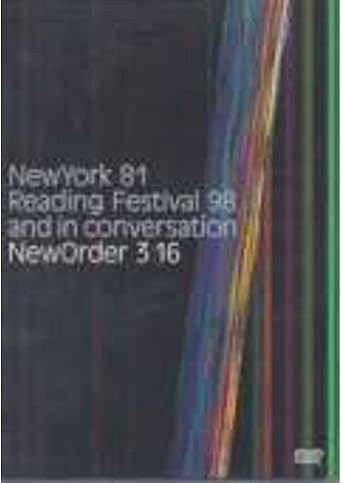 NewYork 81
Reading Festival 98
and in conversation
NewOrder 3 16